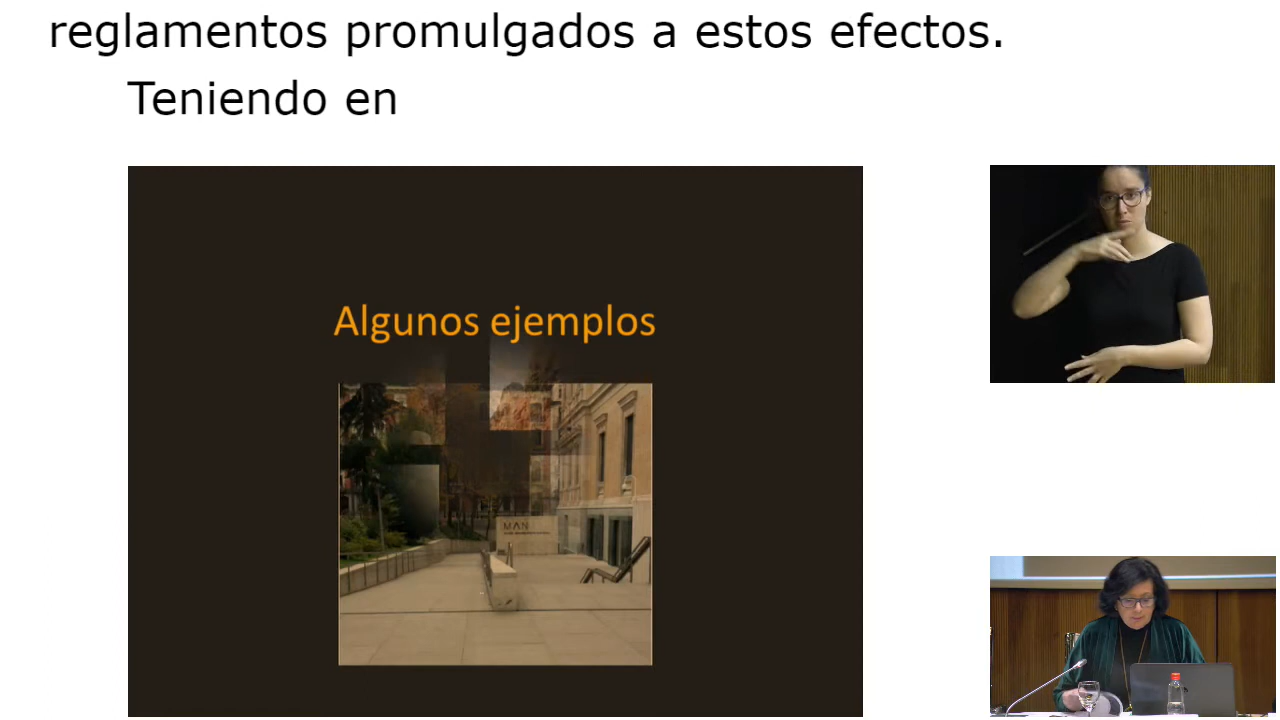 reglamentos promulgados a estos efectos.
Teniendo en
Algunos ejemplos
MAN